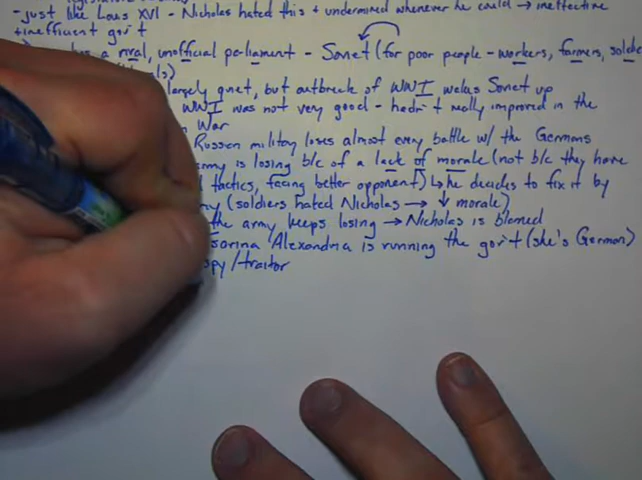 -just like Louis XVI - Nicholas hated this + undermined whenever he could → ineffective
+ inefficient gov't
a rival, unofficial parliament - Soviet (for poor people - workers, farmers, soldie
largely quiet, but outbreak of WWI wakes Soviet up
WWI was not very good - hadn't really improved in the
War
Russian military loses almost every battle w/ the Germans
army is losing b/c of a lack of morale (not b/c they have
tactics, facing better opponent) ↳ he decides to fix it by
(soldiers hated Nicholas → ↓ morale)
the army keeps losing → Nicholas is blamed
sarina Alexandria is running the gov't (she's German)
spy/traitor